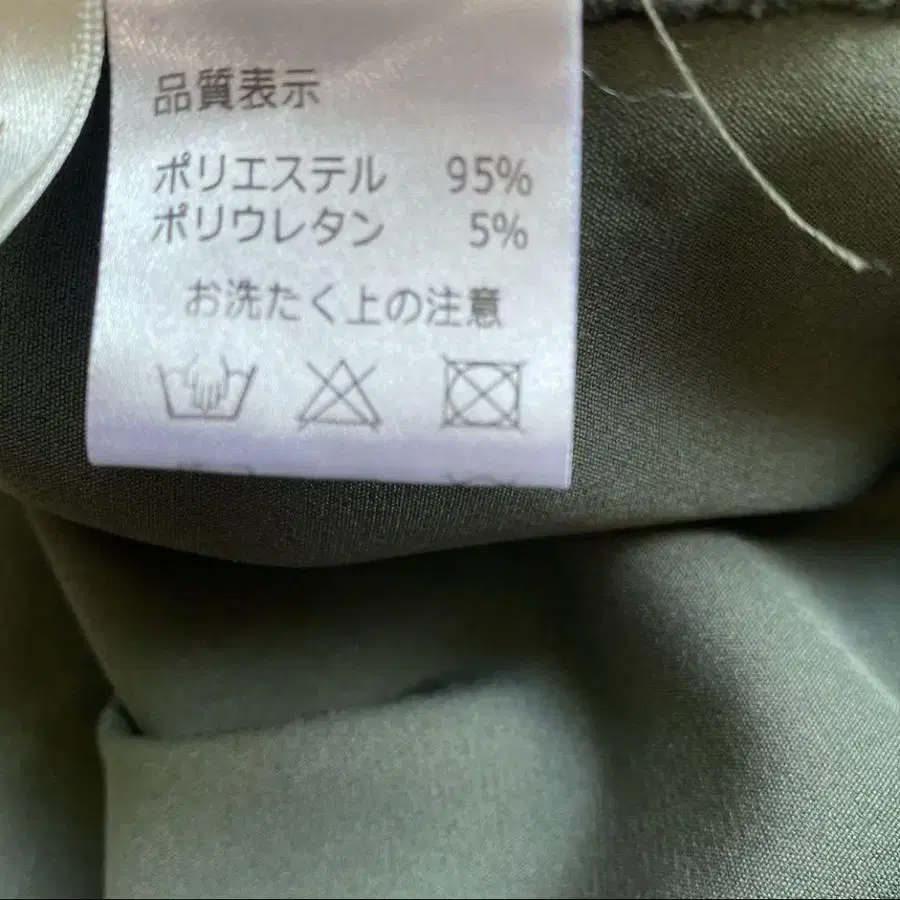 品質表示
ポリエステル 95%
ポリウレタン 5%
お洗たく上の注意